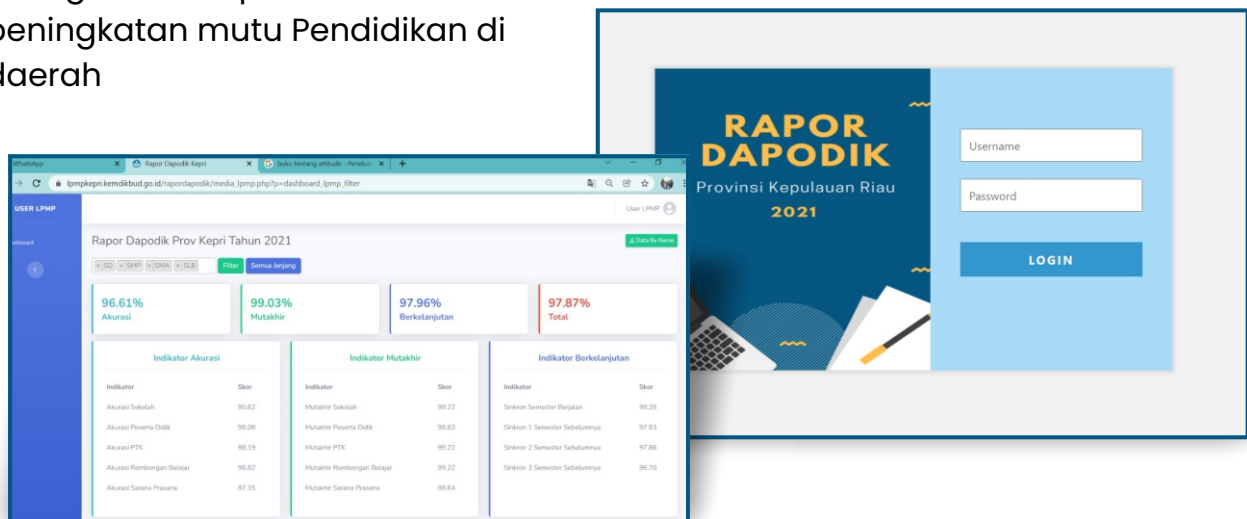 peningkatan mutu Pendidikan di
daerah
WhatsApp
Rapor Dapodik Kepri
buku tentang attitude - Penelus
lpmpkepri.kemdikbud.go.id/rapordapodik/media_lpmp.php?p=dashboard_lpmp_filter
USER LPMP
User LPMP
Rapor Dapodik Prov Kepri Tahun 2021
Data By Name
× SD × SMP × SMA × SLB Filter Semua Jenjang
96.61%
Akurasi
99.03%
Mutakhir
97.96%
Berkelanjutan
97.87%
Total
Indikator Akurasi
Indikator Skor
Akurasi Sekolah 90.62
Akurasi Peserta Didik 98.08
Akurasi PTK 98.19
Akurasi Rombongan Belajar 98.82
Akurasi Sarana Prasana 97.35
Indikator Mutakhir
Indikator Skor
Mutakhir Sekolah 99.22
Mutakhir Peserta Didik 98.83
Mutakhir PTK 99.22
Mutakhir Rombongan Belajar 99.22
Mutakhir Sarana Prasana 98.64
Indikator Berkelanjutan
Indikator Skor
Sinkron Semester Berjalan 99.35
Sinkron 1 Semester Sebelumnya 97.93
Sinkron 2 Semester Sebelumnya 97.86
Sinkron 3 Semester Sebelumnya 96.70
RAPOR
DAPODIK
Provinsi Kepulauan Riau
2021
Username
Password
LOGIN